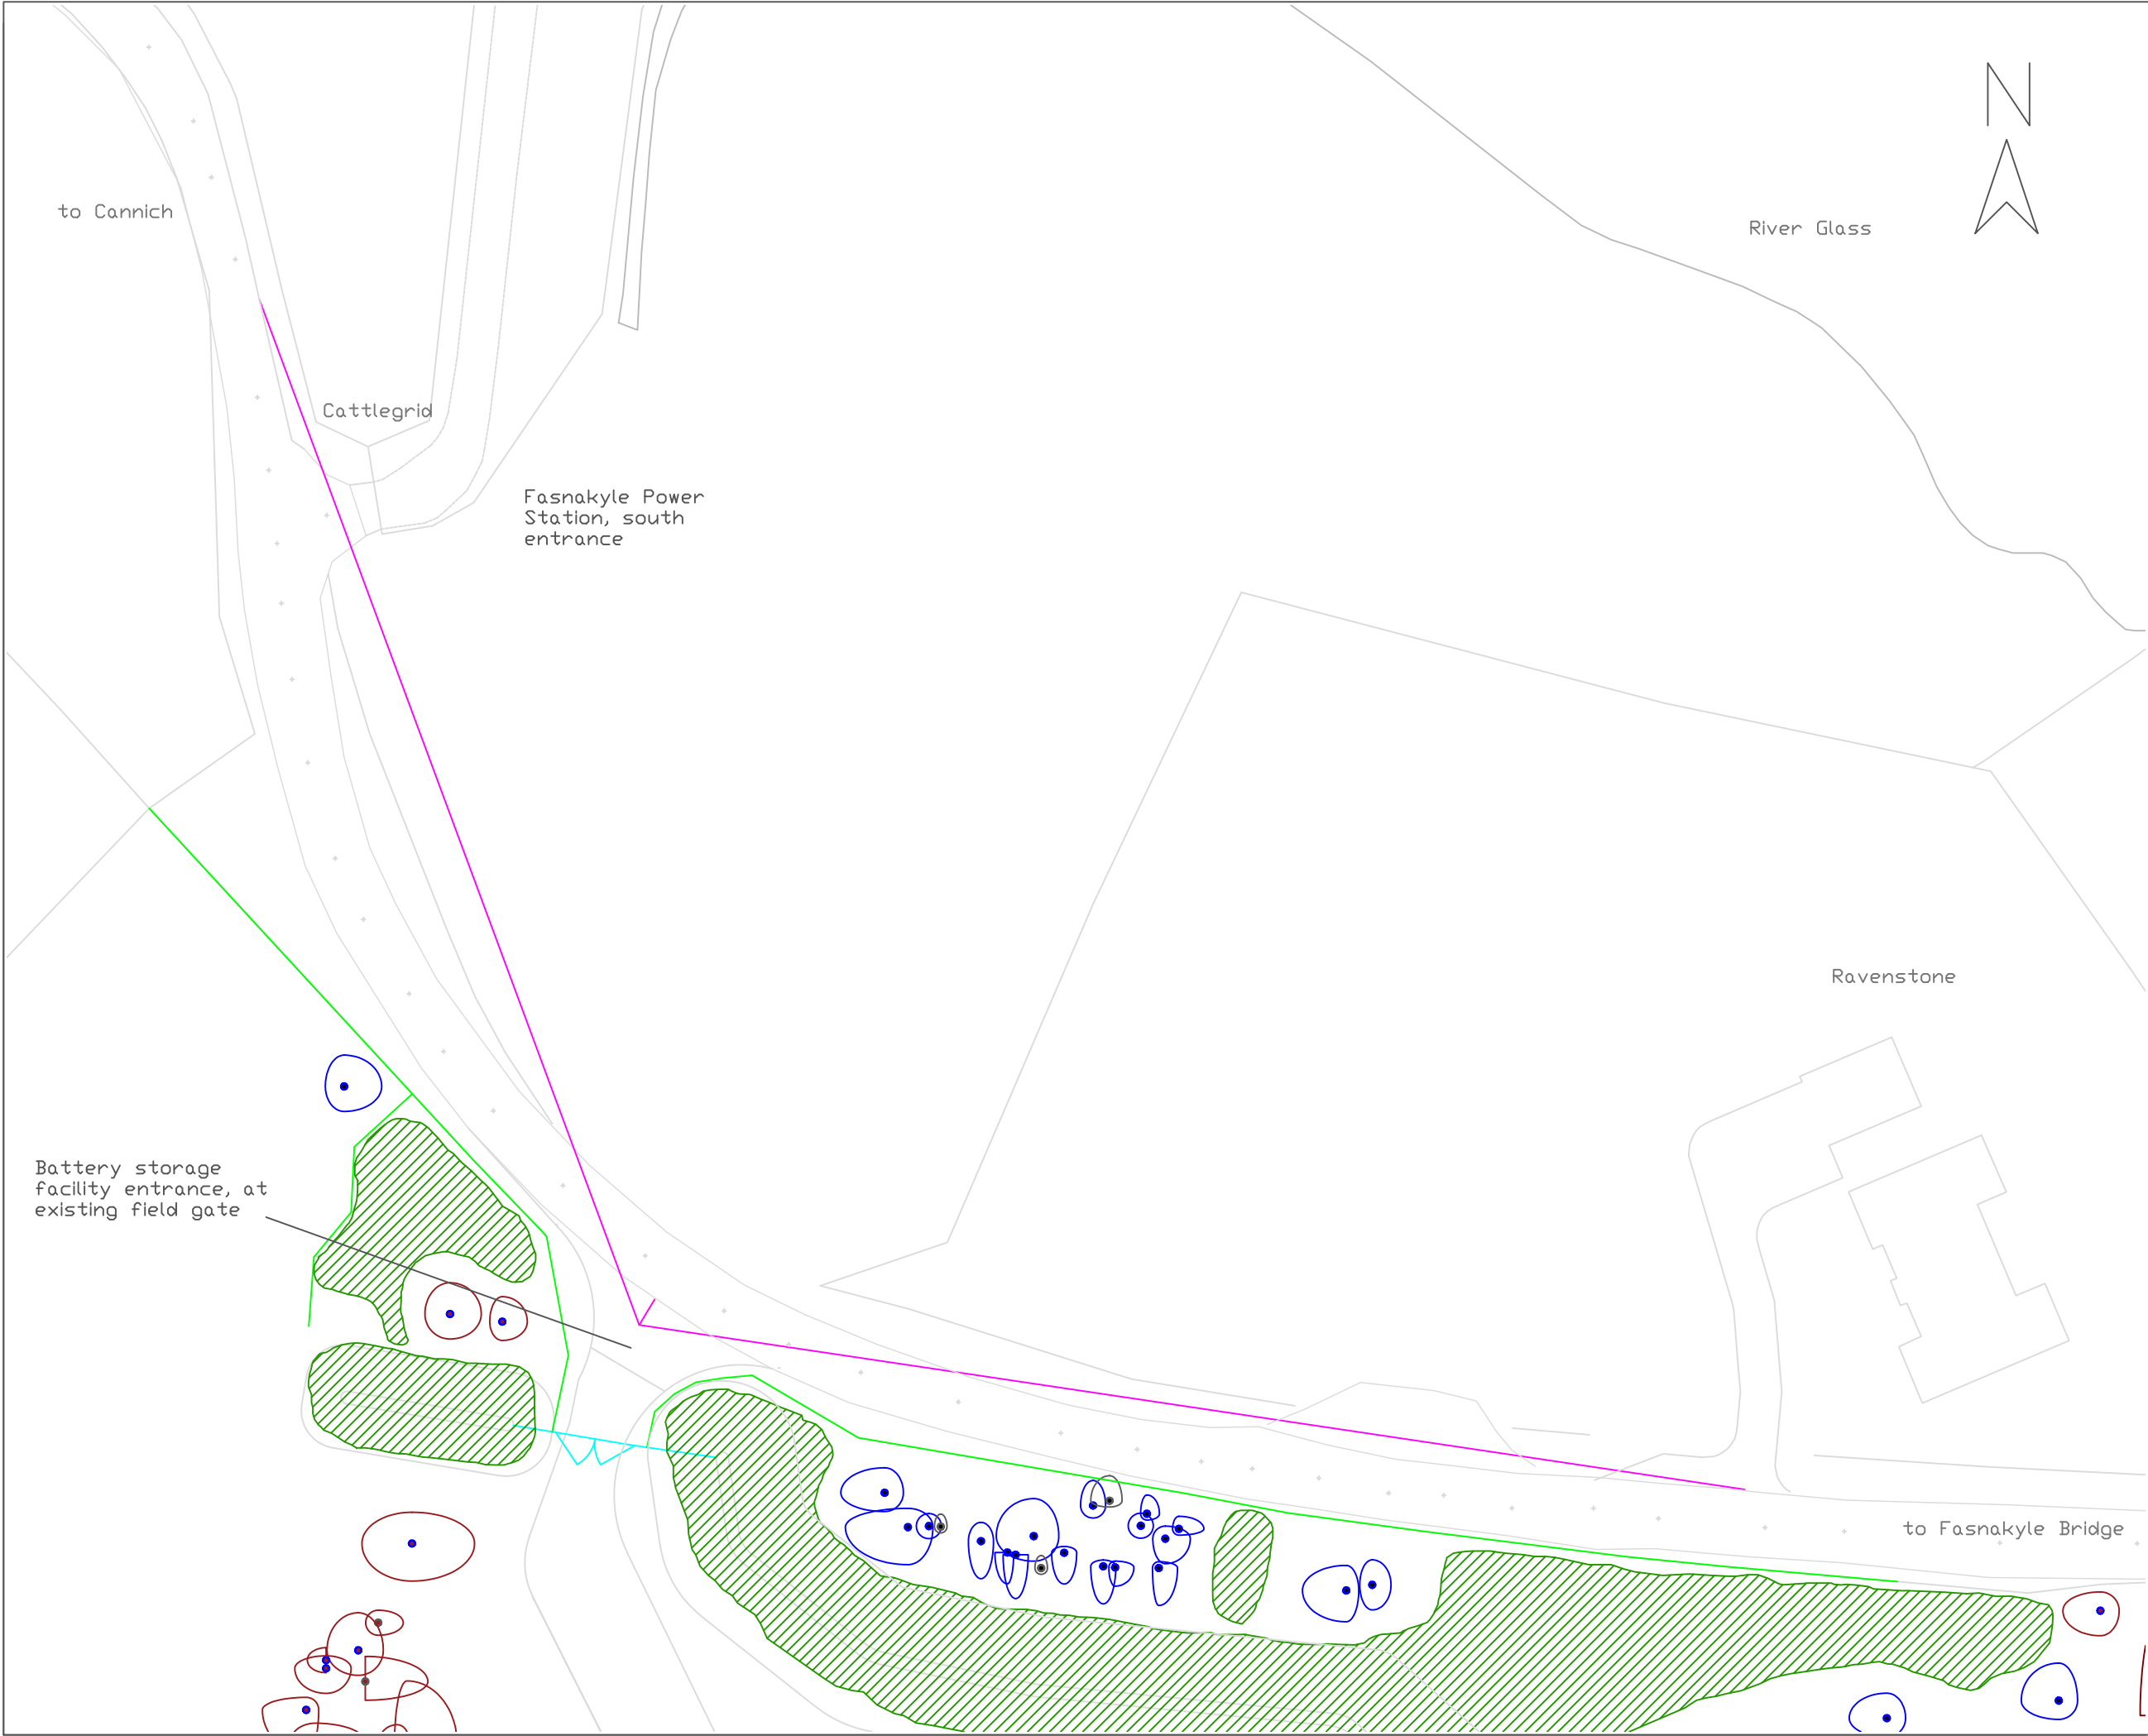 N
to Cannich
River Glass
Cattlegrid
Fasnakyle Power
Station, south
entrance
Ravenstone
Battery storage
facility entrance, at
existing field gate
to Fasnakyle Bridge